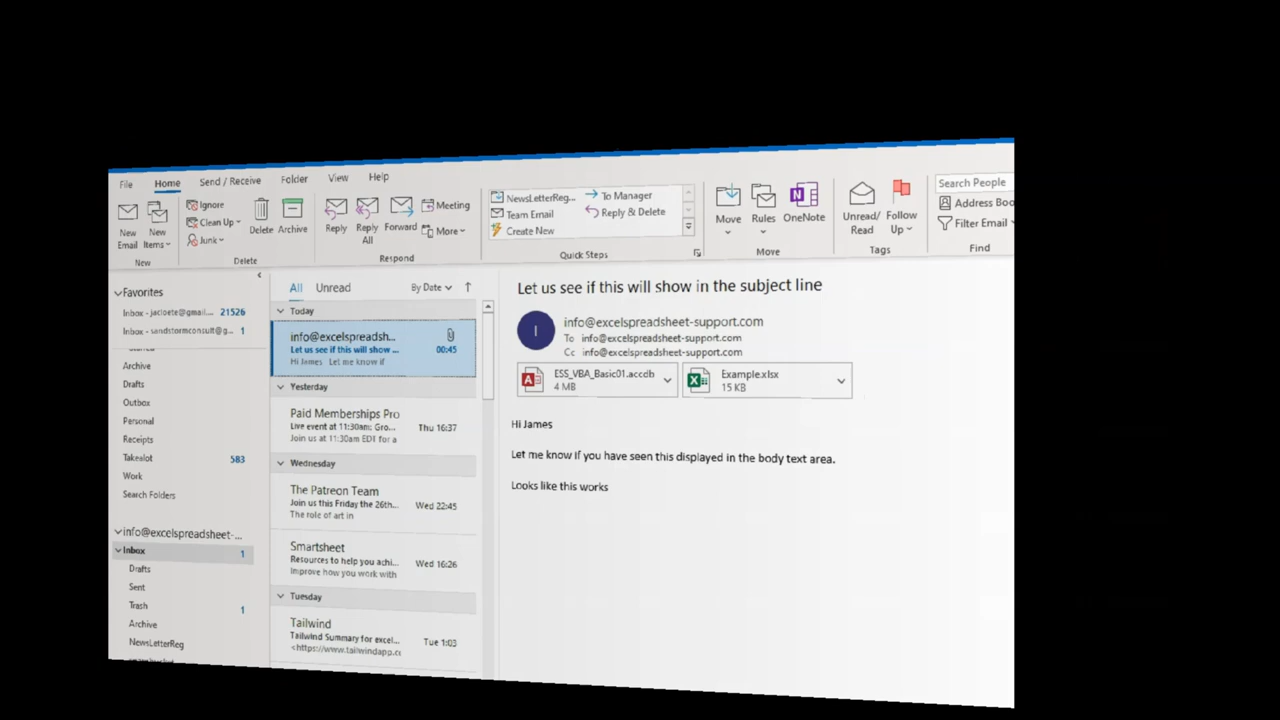 File Home Send / Receive Folder View Help
New Email
New Items
New
Ignore
Clean Up
Junk
Delete
Archive
Delete
Reply
Reply All
Forward
Meeting
More
Respond
NewsLetterReg...
Team Email
Create New
To Manager
Reply & Delete
Quick Steps
Move
Rules
OneNote
Move
Unread/ Read
Follow Up
Tags
Search People
Address Boo
Filter Email
Find
Favorites
Inbox - jacloete@gmail.... 21526
Inbox - sandstormconsult@g... 1
Archive
Drafts
Outbox
Personal
Receipts
Takealot 583
Work
Search Folders
info@excelspreadsheet-...
Inbox 1
Drafts
Sent
Trash 1
Archive
NewsLetterReg
All Unread By Date
Today
info@excelspreadsh...
Let us see if this will show ... 00:45
Hi James Let me know if
Yesterday
Paid Memberships Pro
Live event at 11:30am: Gro... Thu 16:37
Join us at 11:30am EDT for a
Wednesday
The Patreon Team
Join us this Friday the 26th... Wed 22:45
The role of art in
Smartsheet
Resources to help you achi... Wed 16:26
Improve how you work with
Tuesday
Tailwind
Tailwind Summary for excel... Tue 1:03
<https://www.tailwindapp.cc
Let us see if this will show in the subject line
I
info@excelspreadsheet-support.com
To info@excelspreadsheet-support.com
Cc info@excelspreadsheet-support.com
ESS_VBA_Basic01.accdb
4 MB
Example.xlsx
15 KB
Hi James
Let me know if you have seen this displayed in the body text area.
Looks like this works